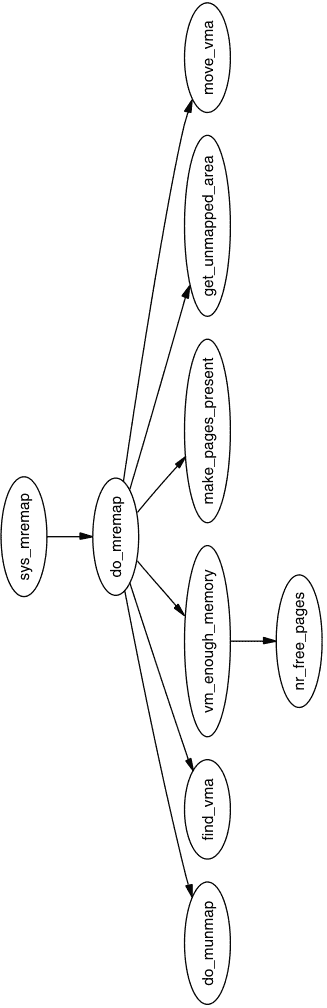 sys_mremap
do_mremap
do_munmap
find_vma
vm_enough_memory
make_pages_present
get_unmapped_area
move_vma
nr_free_pages